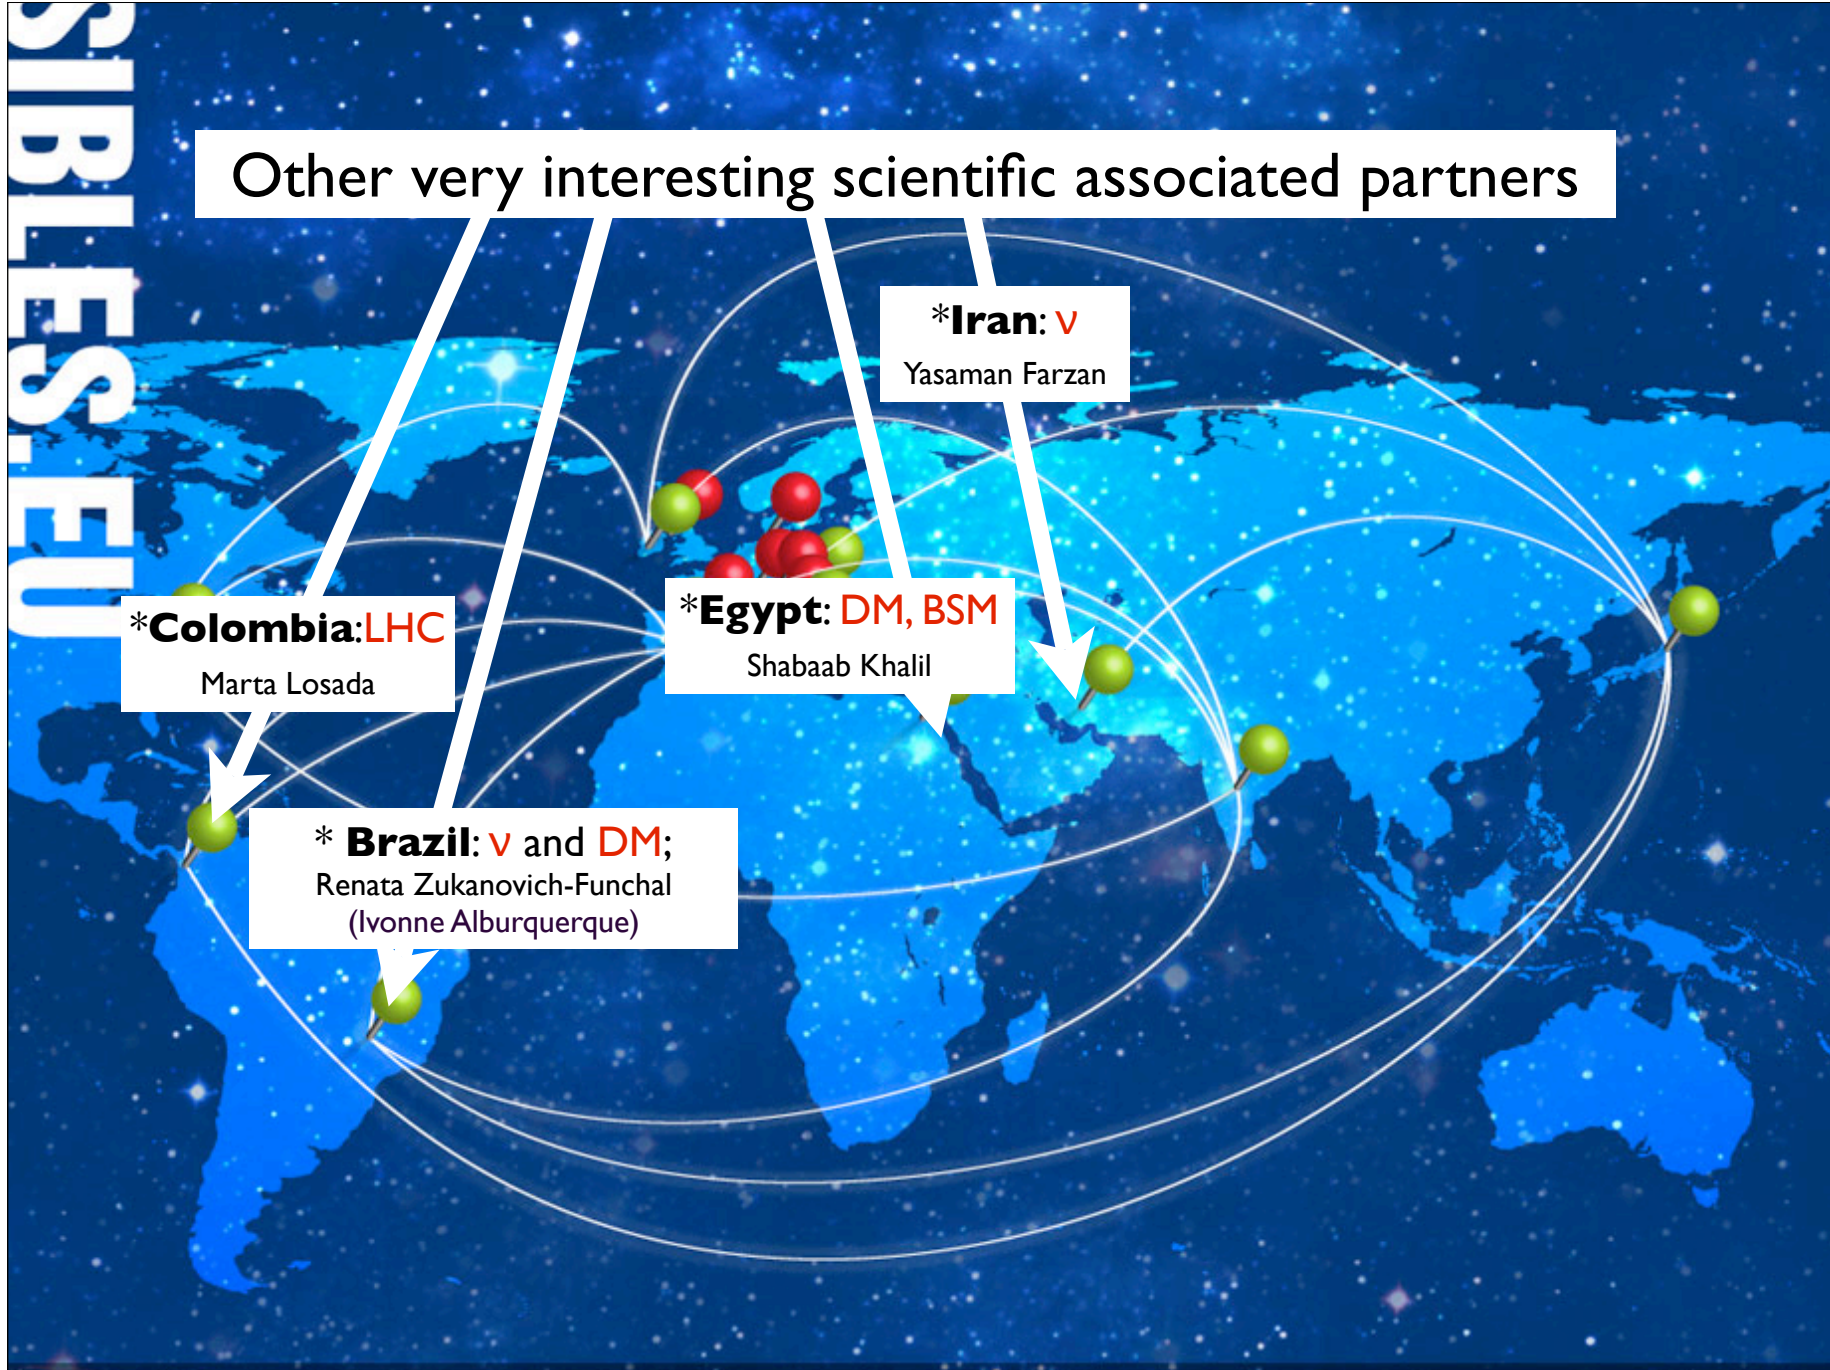 SIBLES.EU
Other very interesting scientific associated partners
*Iran: ν
Yasaman Farzan
*Egypt: DM, BSM
Shabaab Khalil
*Colombia:LHC
Marta Losada
* Brazil: ν and DM;
Renata Zukanovich-Funchal
(Ivonne Alburquerque)